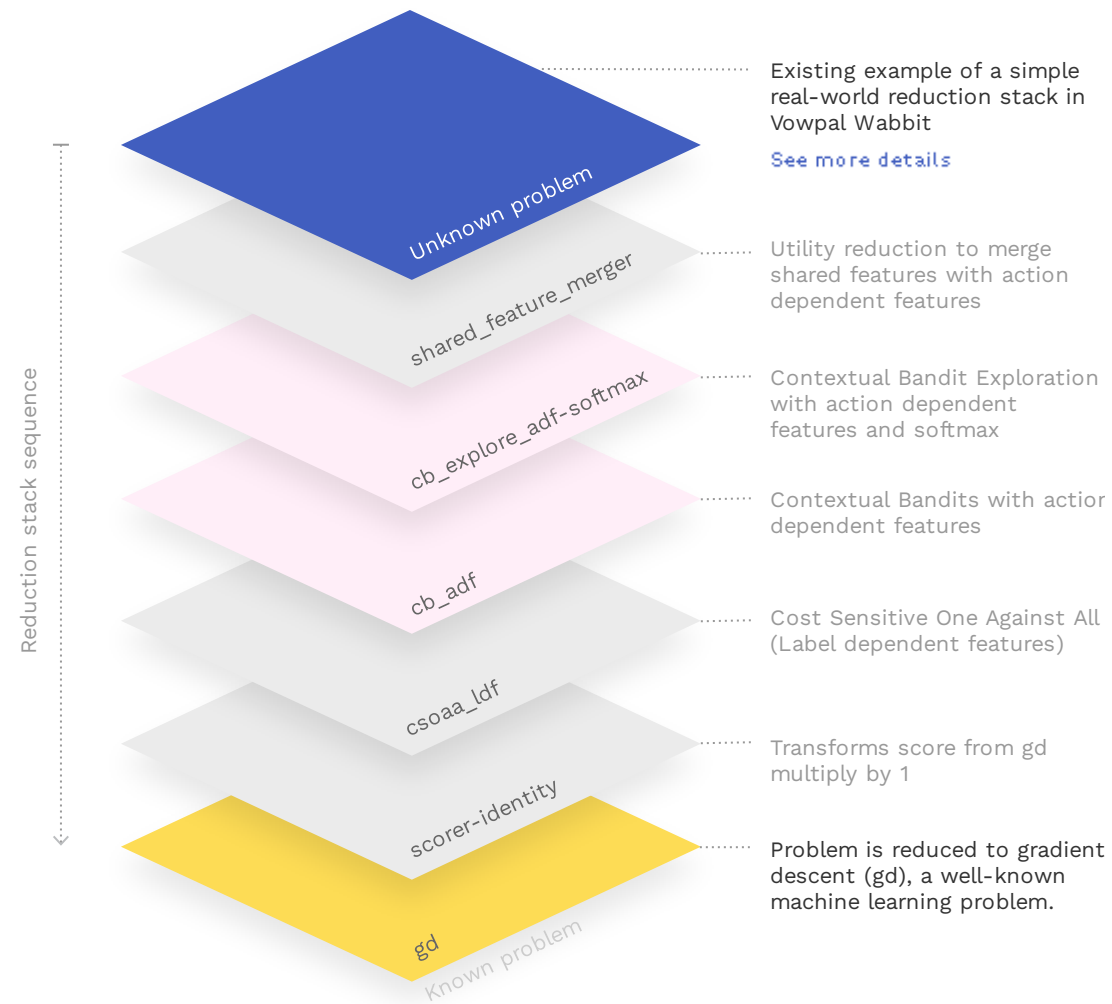 Existing example of a simple
real-world reduction stack in
Vowpal Wabbit
See more details
Unknown problem
Utility reduction to merge
shared features with action
dependent features
shared_feature_merger
Contextual Bandit Exploration
with action dependent
features and softmax
cb_explore_adf-softmax
Reduction stack sequence
Contextual Bandits with action
dependent features
cb_adf
Cost Sensitive One Against All
(Label dependent features)
csoaa_ldf
Transforms score from gd
multiply by 1
scorer-identity
Problem is reduced to gradient
descent (gd), a well-known
machine learning problem.
gd
Known problem